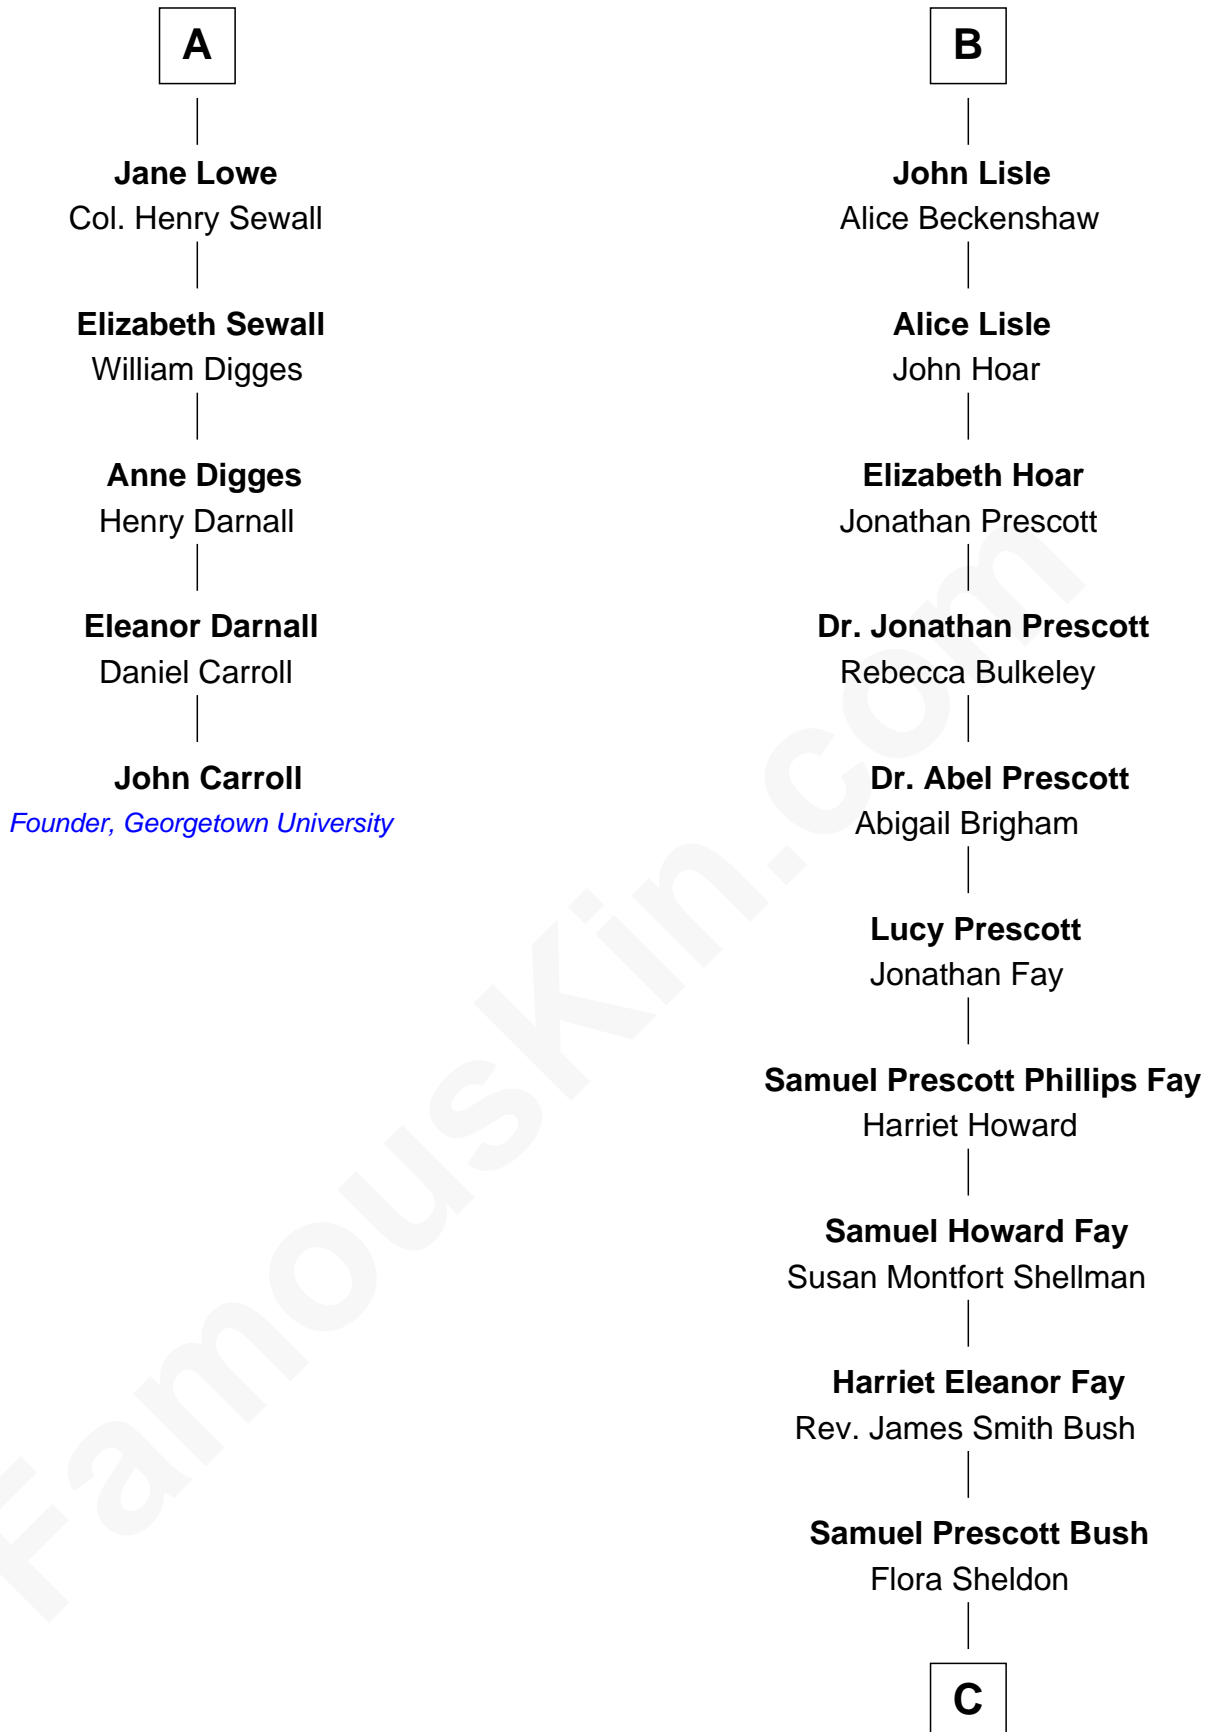 A
Jane Lowe
Col. Henry Sewall
Elizabeth Sewall
William Digges
Anne Digges
Henry Darnall
Eleanor Darnall
Daniel Carroll
John Carroll
Founder, Georgetown University
B
John Lisle
Alice Beckenshaw
Alice Lisle
John Hoar
Elizabeth Hoar
Jonathan Prescott
Dr. Jonathan Prescott
Rebecca Bulkeley
Dr. Abel Prescott
Abigail Brigham
Lucy Prescott
Jonathan Fay
Samuel Prescott Phillips Fay
Harriet Howard
Samuel Howard Fay
Susan Montfort Shellman
Harriet Eleanor Fay
Rev. James Smith Bush
Samuel Prescott Bush
Flora Sheldon
C
FamousKin.com